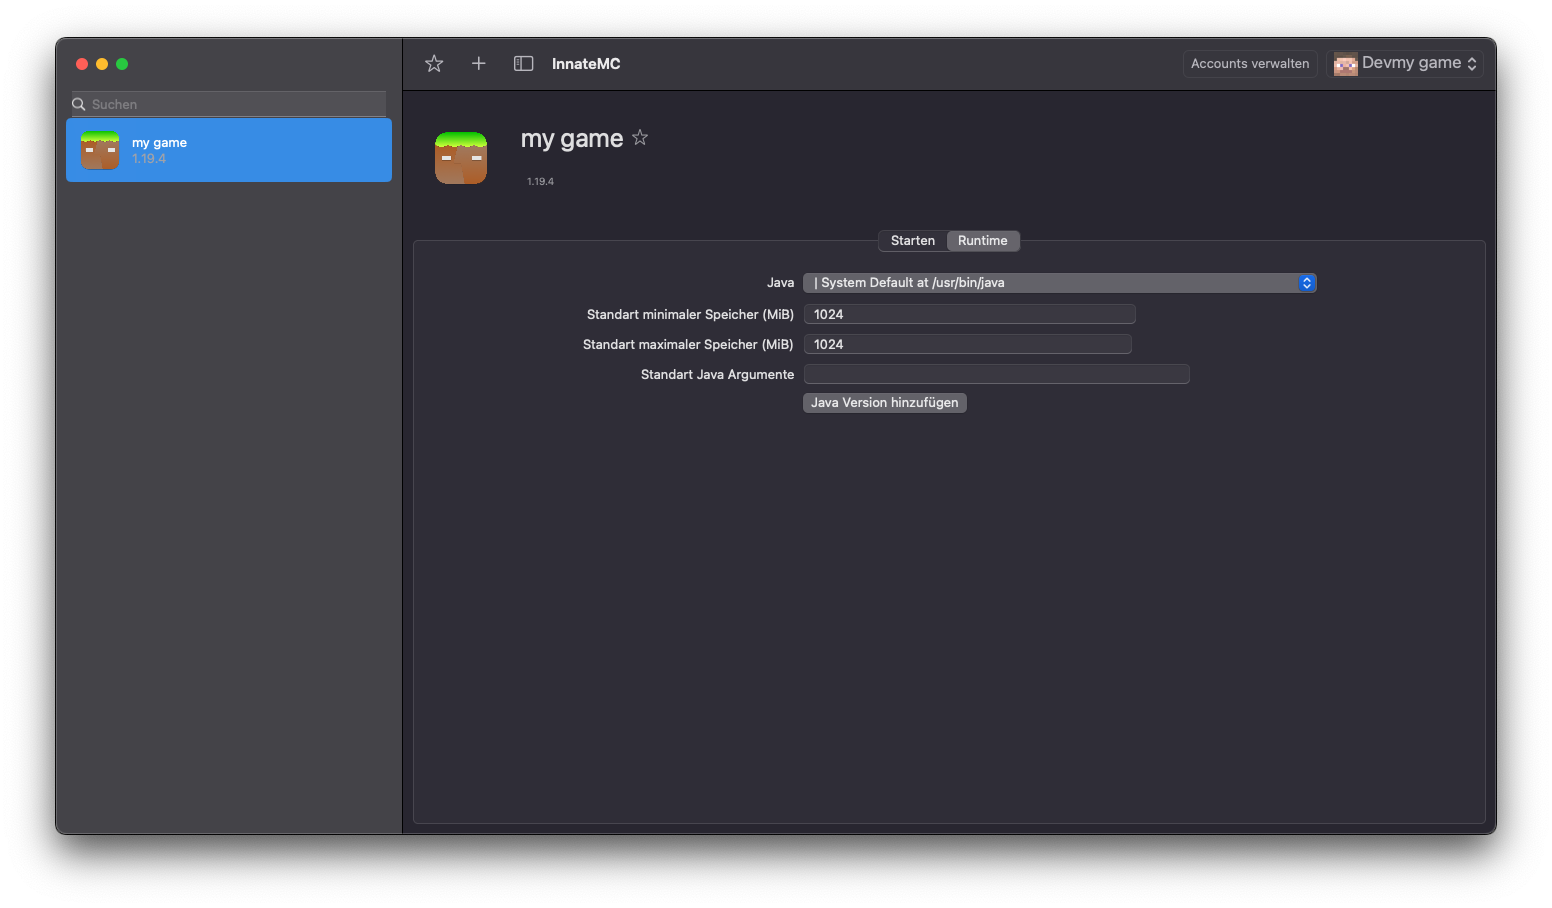 InnateMC
Accounts verwalten
Devmy game
Suchen
my game
1.19.4
my game
1.19.4
Starten
Runtime
Java
| System Default at /usr/bin/java
Standart minimaler Speicher (MiB)
1024
Standart maximaler Speicher (MiB)
1024
Standart Java Argumente
Java Version hinzufügen